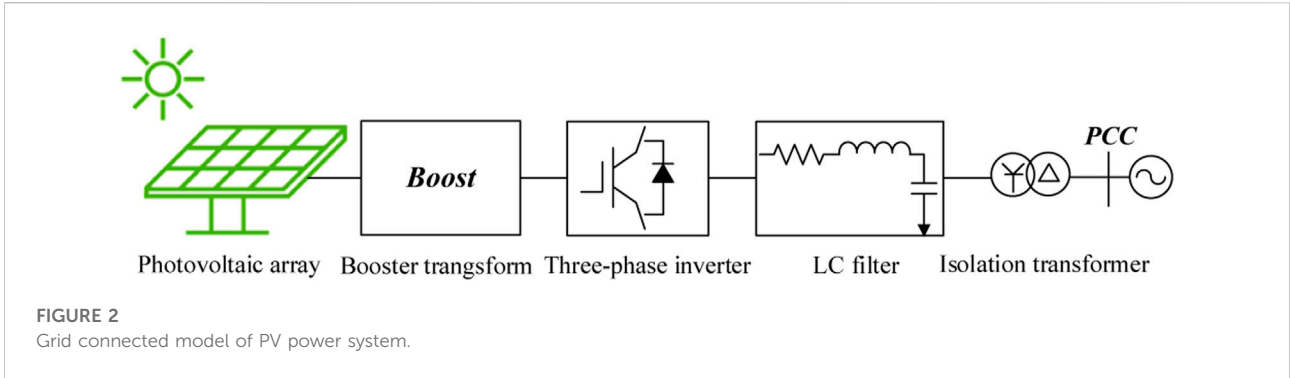 PCC
Boost
Photovoltaic array Booster trangsform Three-phase inverter LC filter Isolation transformer
FIGURE 2
Grid connected model of PV power system.